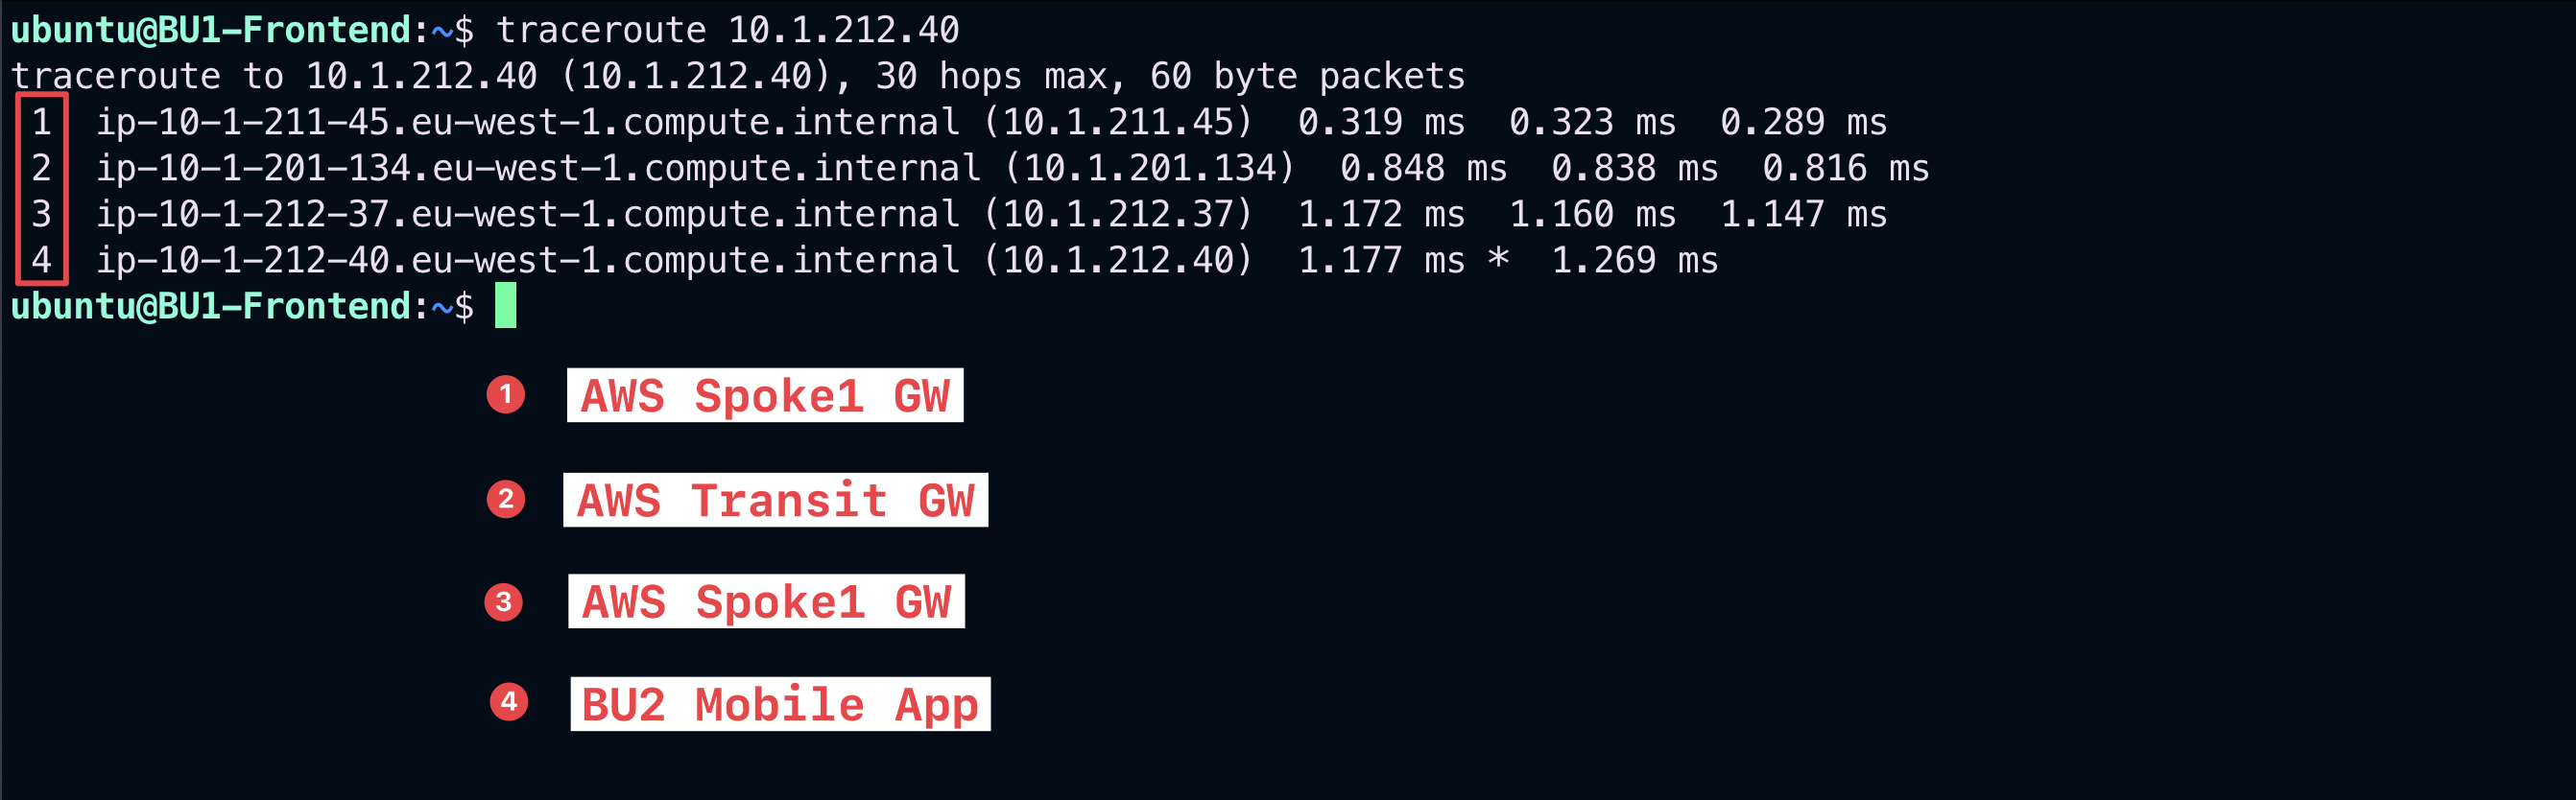 ubuntu@BU1-Frontend:~$ traceroute 10.1.212.40
traceroute to 10.1.212.40 (10.1.212.40), 30 hops max, 60 byte packets
1  ip-10-1-211-45.eu-west-1.compute.internal (10.1.211.45)  0.319 ms  0.323 ms  0.289 ms
2  ip-10-1-201-134.eu-west-1.compute.internal (10.1.201.134)  0.848 ms  0.838 ms  0.816 ms
3  ip-10-1-212-37.eu-west-1.compute.internal (10.1.212.37)  1.172 ms  1.160 ms  1.147 ms
4  ip-10-1-212-40.eu-west-1.compute.internal (10.1.212.40)  1.177 ms *  1.269 ms
ubuntu@BU1-Frontend:~$
1 AWS Spoke1 GW
2 AWS Transit GW
3 AWS Spoke1 GW
4 BU2 Mobile App